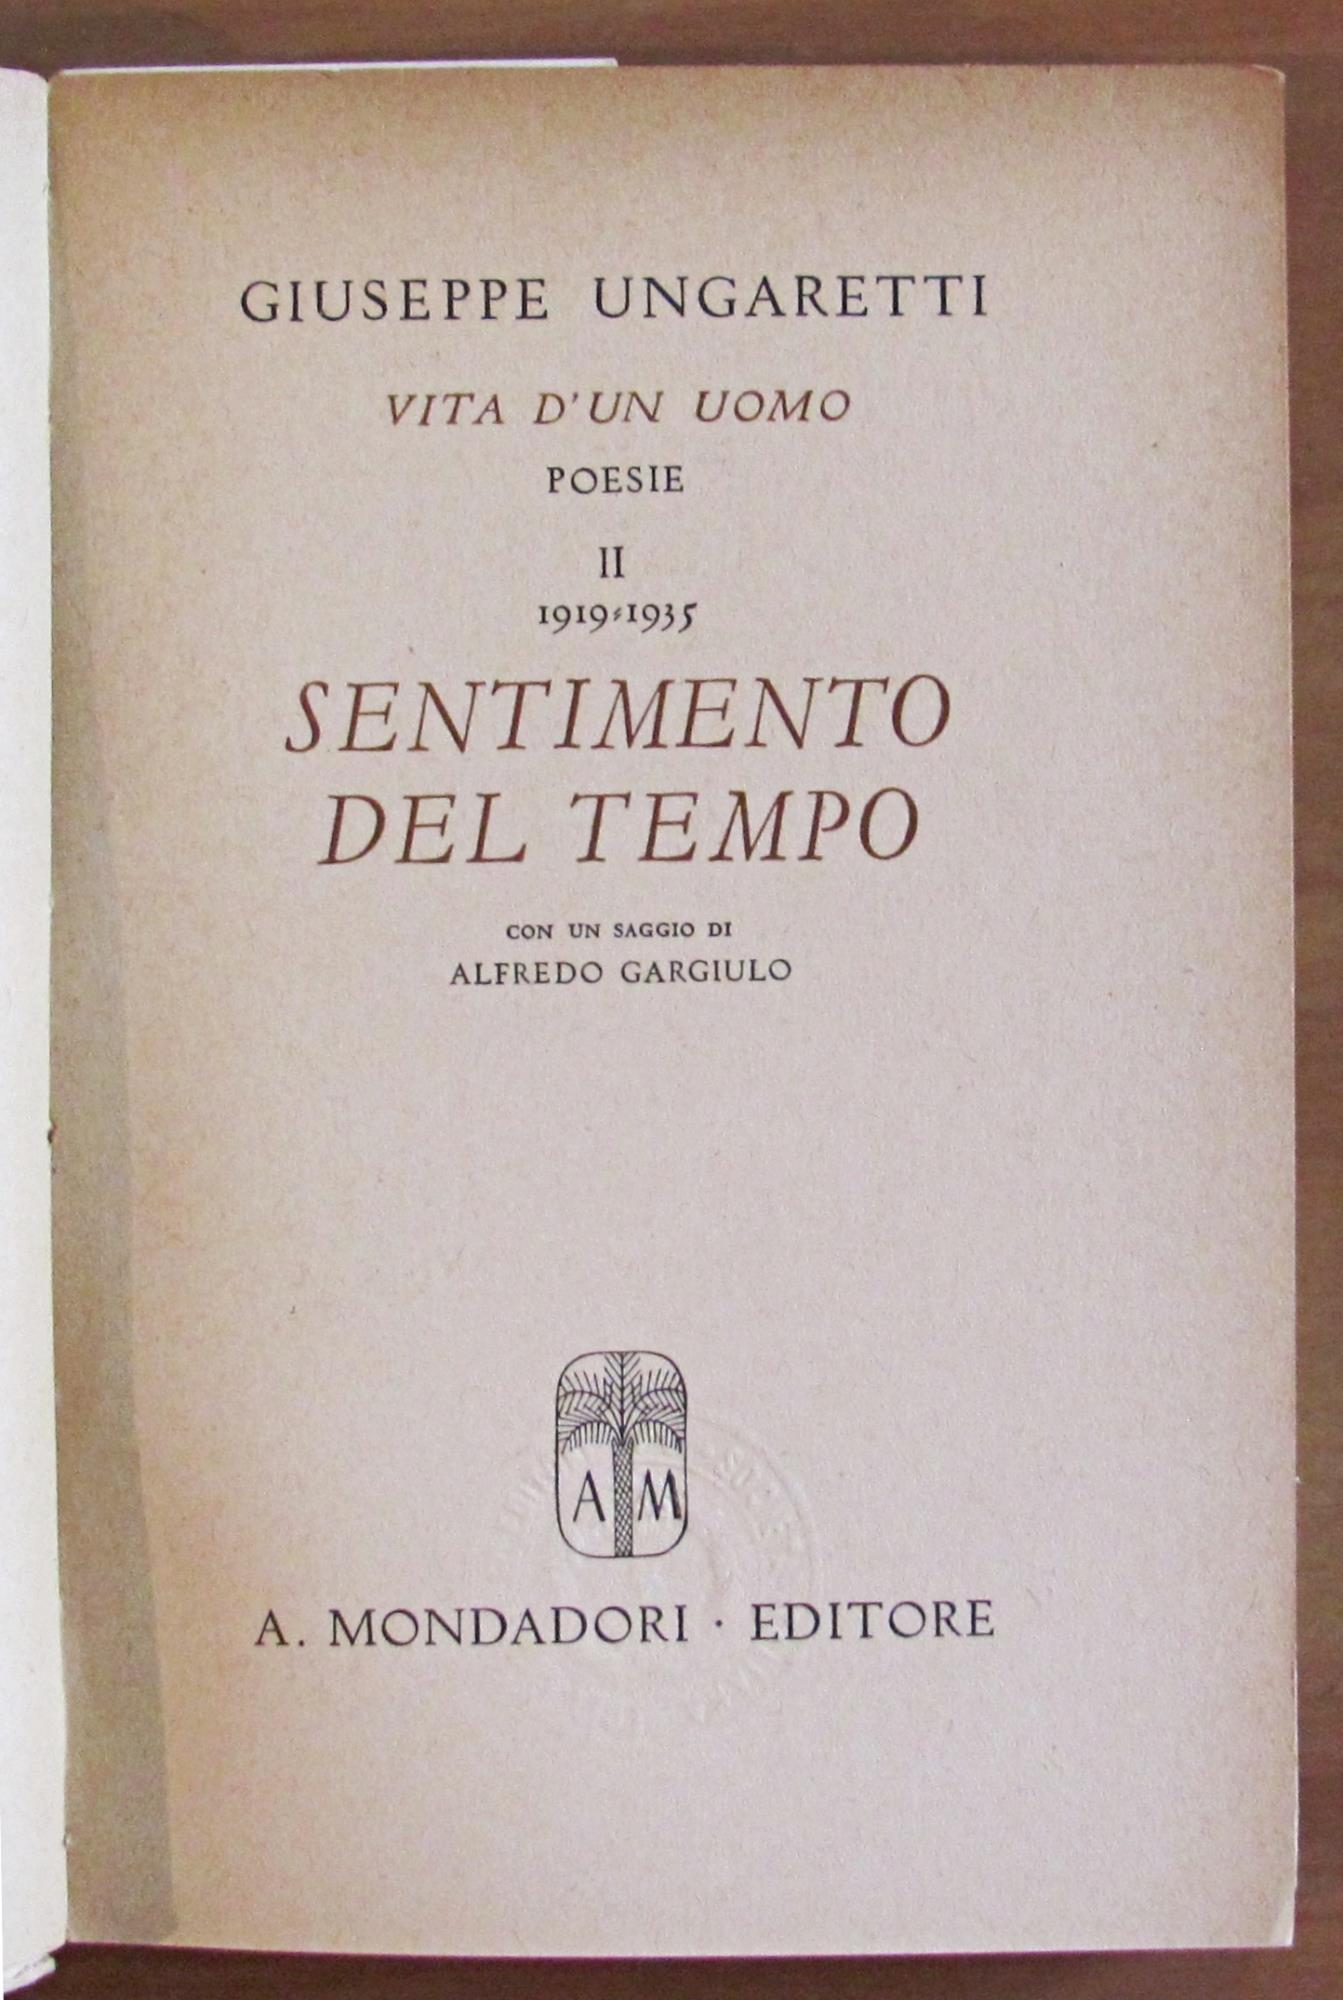 GIUSEPPE UNGARETTI
VITA D'UN UOMO
POESIE
II
1919-1935
SENTIMENTO
DEL TEMPO
CON UN SAGGIO DI
ALFREDO GARGIULO
A M
A. MONDADORI · EDITORE